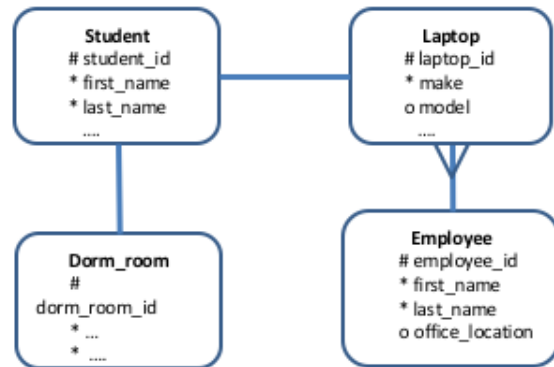 Student
# student_id
* first_name
* last_name
....
Laptop
# laptop_id
* make
o model
....
Dorm_room
#
dorm_room_id
* ...
* ....
Employee
# employee_id
* first_name
* last_name
o office_location